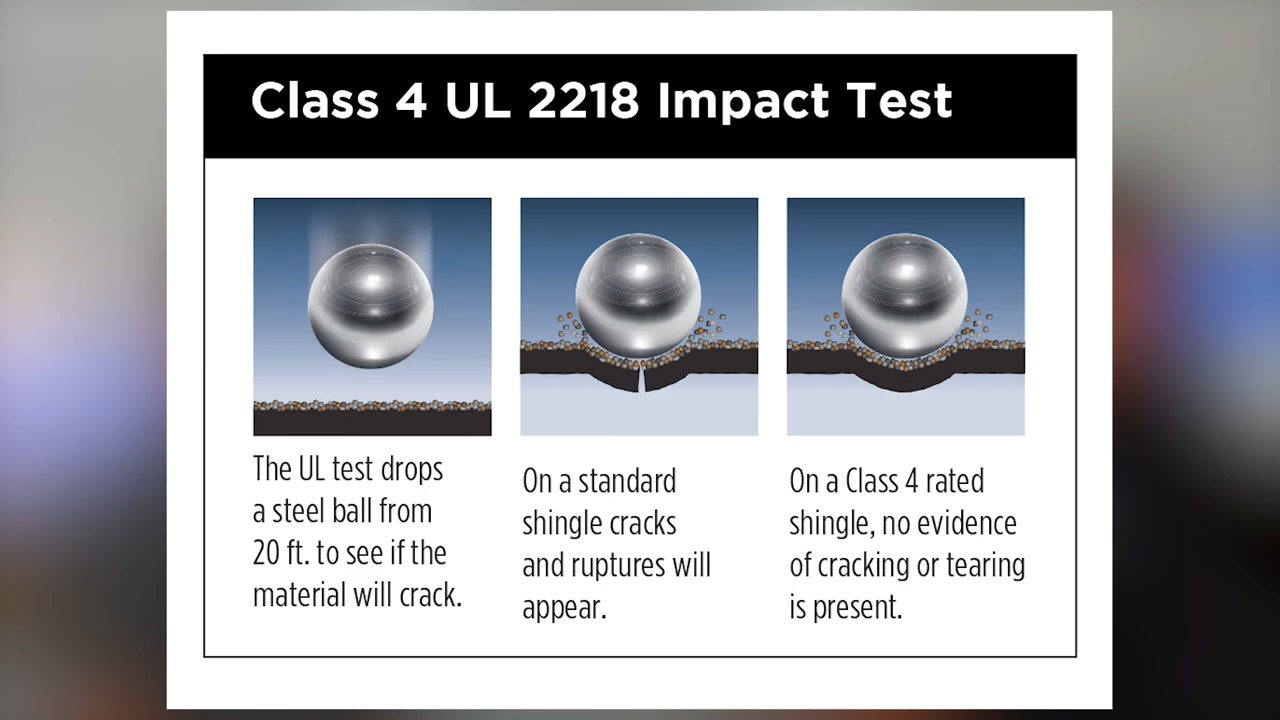 Class 4 UL 2218 Impact Test
The UL test drops
a steel ball from
20 ft. to see if the
material will crack.
On a standard
shingle cracks
and ruptures will
appear.
On a Class 4 rated
shingle, no evidence
of cracking or tearing
is present.